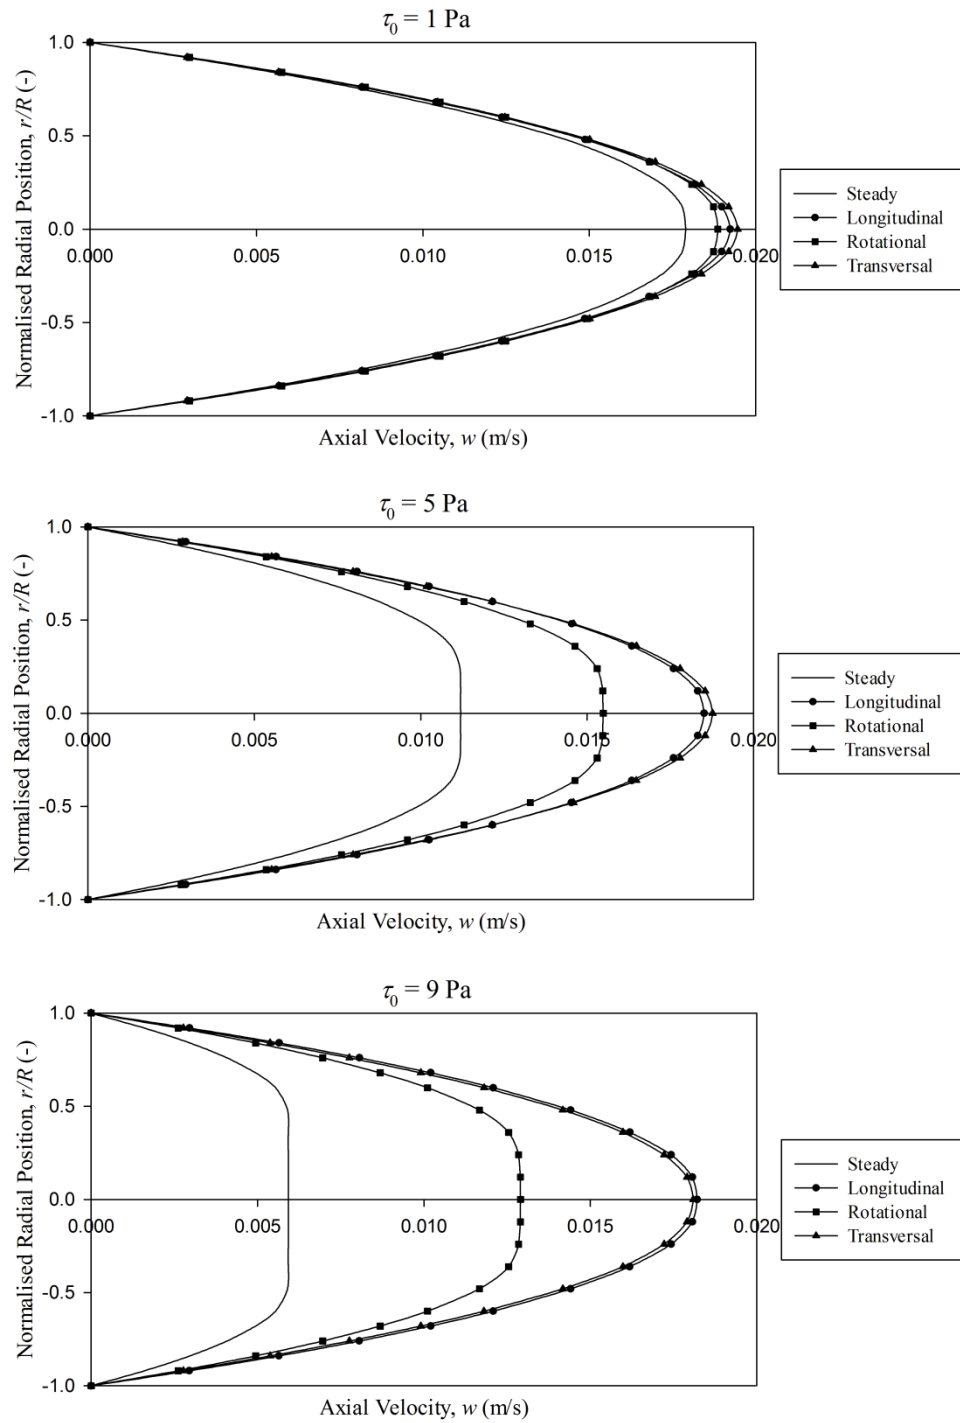 τ0 = 1 Pa
1.0
0.5
0.0
-0.5
-1.0
0.000
0.005
0.010
0.015
0.020
Normalised Radial Position, r/R (-)
Axial Velocity, w (m/s)
Steady
Longitudinal
Rotational
Transversal
τ0 = 5 Pa
1.0
0.5
0.0
-0.5
-1.0
0.000
0.005
0.010
0.015
0.020
Normalised Radial Position, r/R (-)
Axial Velocity, w (m/s)
Steady
Longitudinal
Rotational
Transversal
τ0 = 9 Pa
1.0
0.5
0.0
-0.5
-1.0
0.000
0.005
0.010
0.015
0.020
Normalised Radial Position, r/R (-)
Axial Velocity, w (m/s)
Steady
Longitudinal
Rotational
Transversal